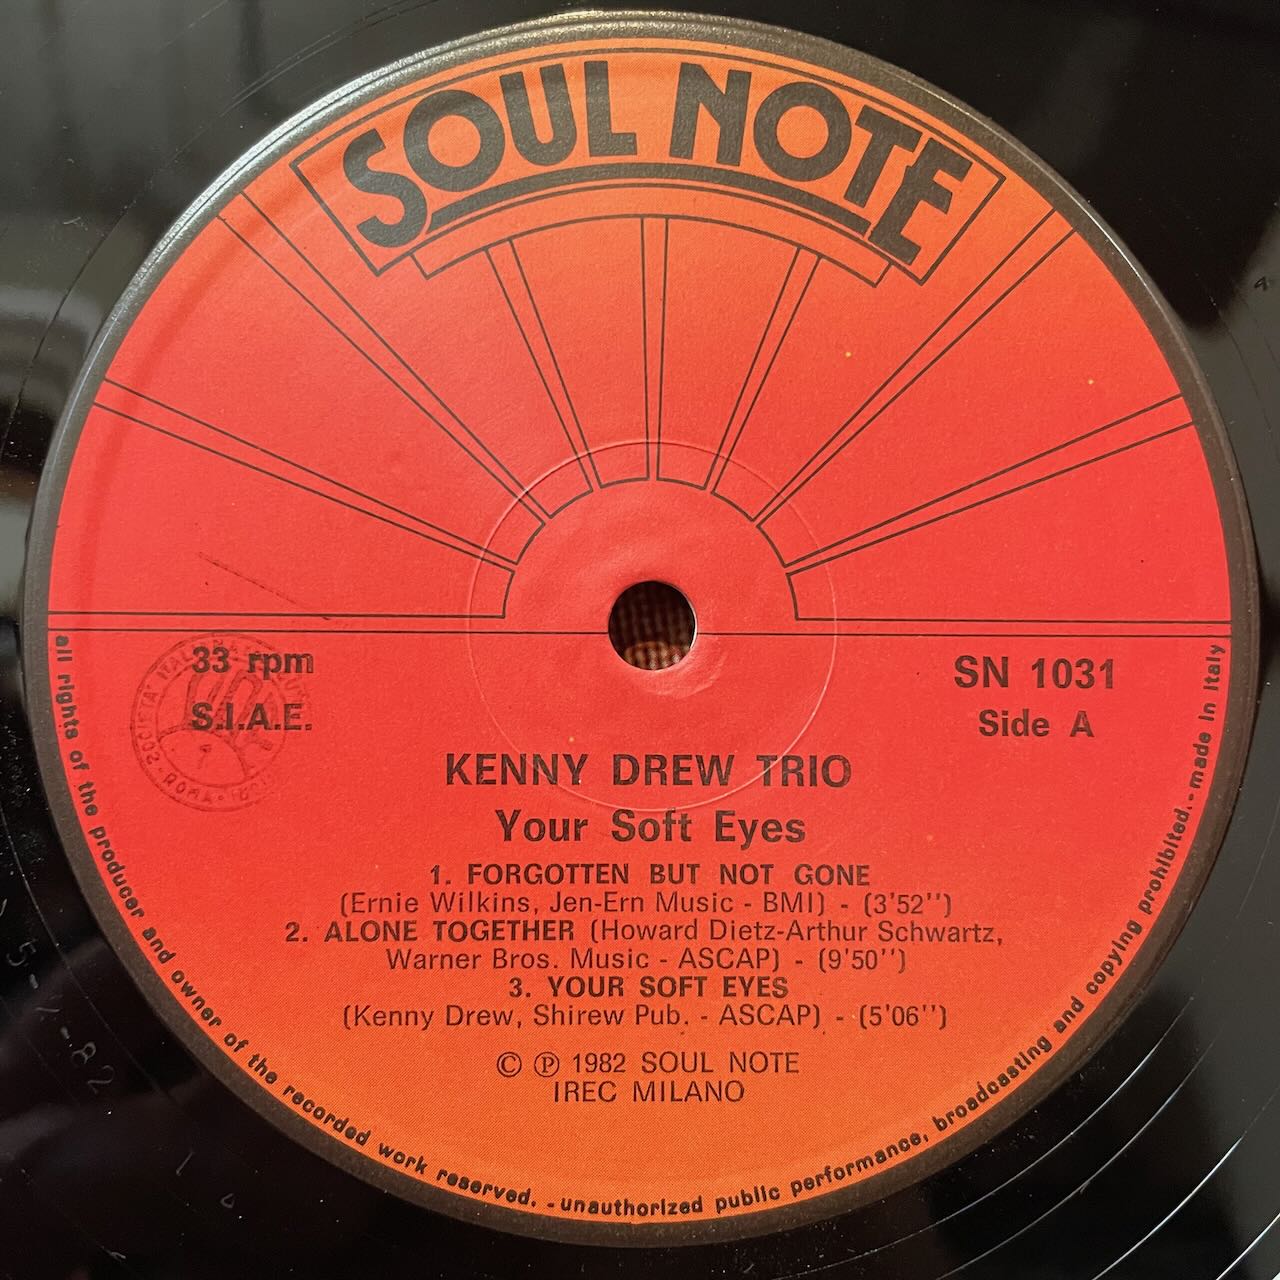 SOUL NOTE
33 rpm
S.I.A.E.
SN 1031
Side A
KENNY DREW TRIO
Your Soft Eyes
1. FORGOTTEN BUT NOT GONE
(Ernie Wilkins, Jen-Ern Music - BMI) - (3'52'')
2. ALONE TOGETHER (Howard Dietz-Arthur Schwartz,
Warner Bros. Music - ASCAP) - (9'50'')
3. YOUR SOFT EYES
(Kenny Drew, Shirew Pub. - ASCAP) - (5'06'')
© ℗ 1982 SOUL NOTE
IREC MILANO
all rights of the producer and owner of the recorded work reserved. - unauthorized public performance, broadcasting and copying prohibited. - made in Italy
SOCIETA' ROMA